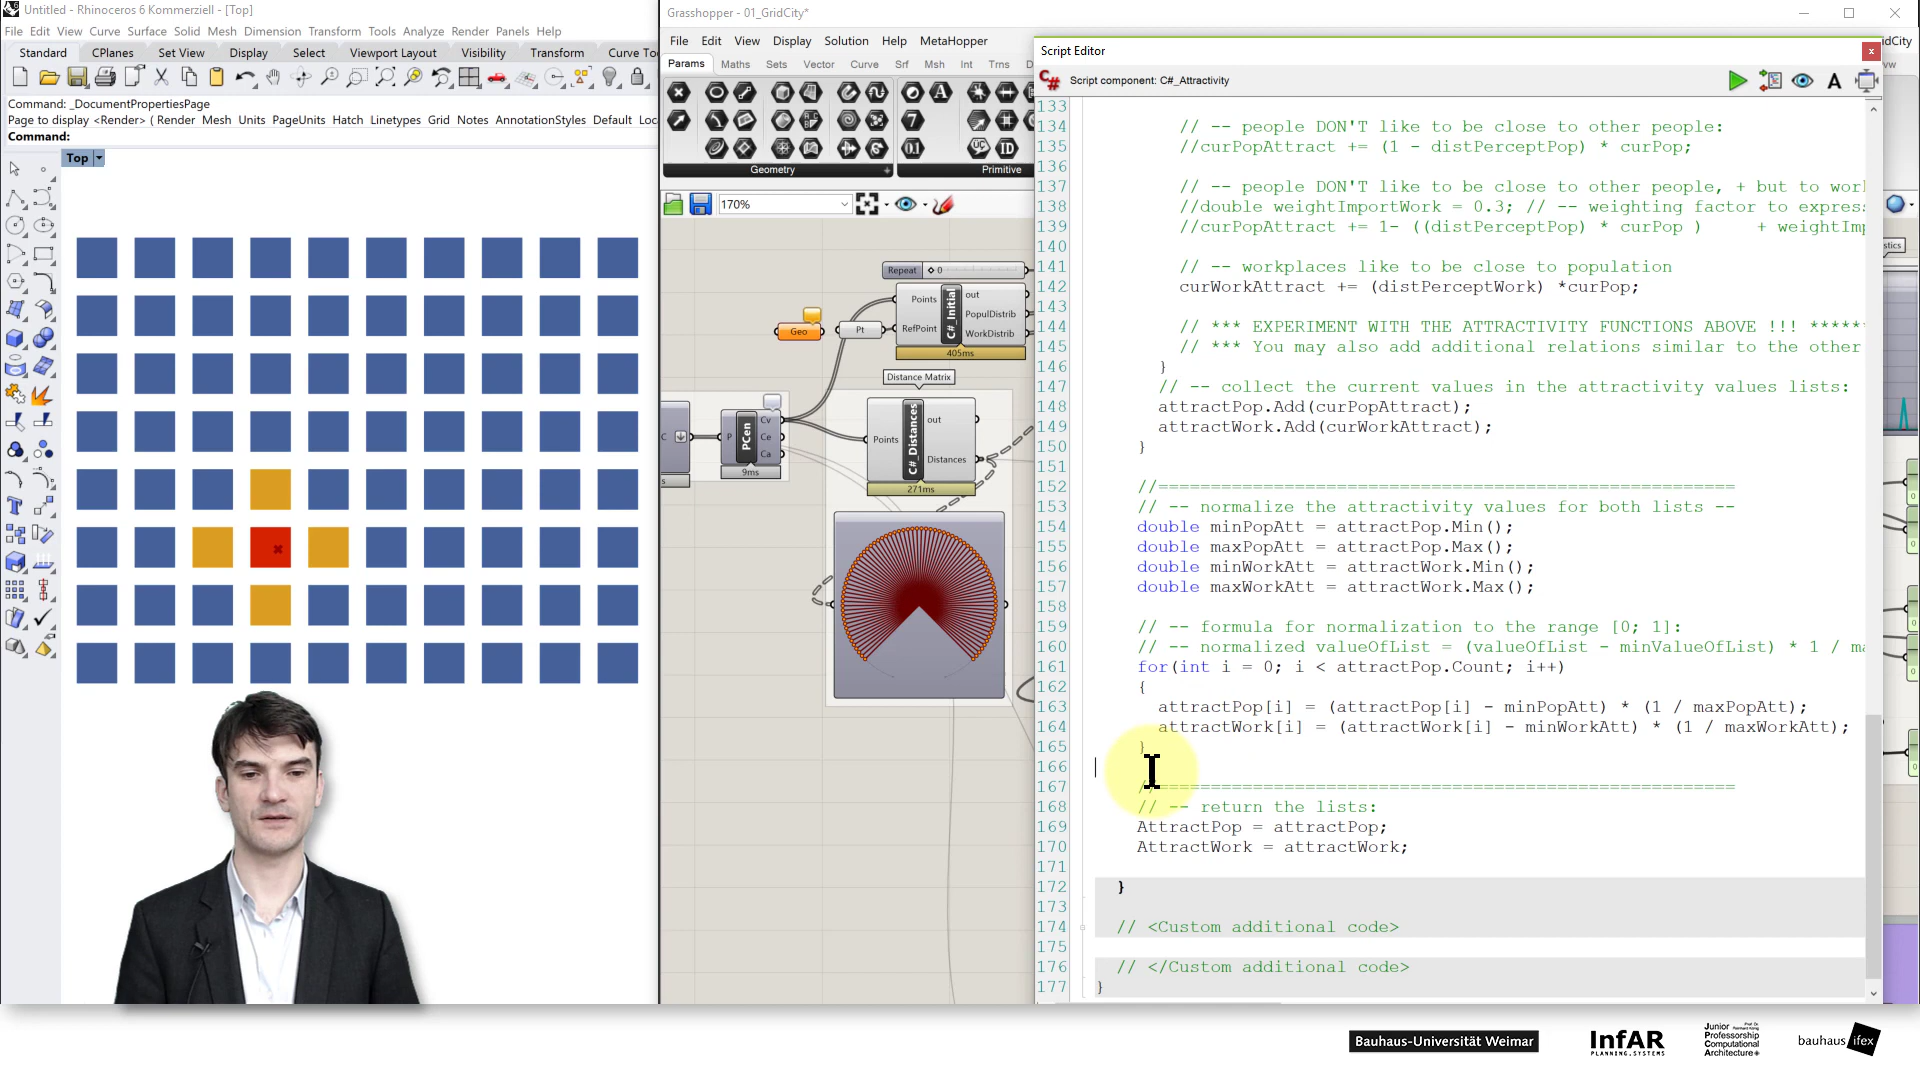 Untitled - Rhinoceros 6 Kommerziell - [Top]
File Edit View Curve Surface Solid Mesh Dimension Transform Tools Analyze Render Panels Help
Standard CPlanes Set View Display Select Viewport Layout Visibility Transform Curve To
Command: _DocumentPropertiesPage
Page to display <Render> ( Render Mesh Units PageUnits Hatch Linetypes Grid Notes AnnotationStyles Default Loc
Command:
Top
Grasshopper - 01_GridCity*
File Edit View Display Solution Help MetaHopper
Params Maths Sets Vector Curve Srf Msh Int Trns D
Geometry
Primitive
170%
Repeat 0
Geo
Pt
Points
RefPoint
C#_Initial
out
PopulDistrib
WorkDistrib
405ms
Distance Matrix
C
P
PCen
Cv
Ce
Ca
9ms
s
Points
C#_Distances
out
Distances
271ms
Script Editor
Script component: C#_Attractivity
133
134 // -- people DON'T like to be close to other people:
135 //curPopAttract += (1 - distPerceptPop) * curPop;
136
137 // -- people DON'T like to be close to other people, + but to wor
138 //double weightImportWork = 0.3; // -- weighting factor to expres
139 //curPopAttract += 1- ((distPerceptPop) * curPop ) + weightImp
140
141 // -- workplaces like to be close to population
142 curWorkAttract += (distPerceptWork) *curPop;
143
144 // *** EXPERIMENT WITH THE ATTRACTIVITY FUNCTIONS ABOVE !!! ******
145 // *** You may also add additional relations similar to the other
146 }
147 // -- collect the current values in the attractivity values lists:
148 attractPop.Add(curPopAttract);
149 attractWork.Add(curWorkAttract);
150 }
151
152 //=======================================================
153 // -- normalize the attractivity values for both lists --
154 double minPopAtt = attractPop.Min();
155 double maxPopAtt = attractPop.Max();
156 double minWorkAtt = attractWork.Min();
157 double maxWorkAtt = attractWork.Max();
158
159 // -- formula for normalization to the range [0; 1]:
160 // -- normalized valueOfList = (valueOfList - minValueOfList) * 1 / ma
161 for(int i = 0; i < attractPop.Count; i++)
162 {
163 attractPop[i] = (attractPop[i] - minPopAtt) * (1 / maxPopAtt);
164 attractWork[i] = (attractWork[i] - minWorkAtt) * (1 / maxWorkAtt);
165 }
166
167 //=======================================================
168 // -- return the lists:
169 AttractPop = attractPop;
170 AttractWork = attractWork;
171
172 }
173
174 // <Custom additional code>
175
176 // </Custom additional code>
177 }
idCity
stics
Bauhaus-Universität Weimar
InfAR
PLANNING.SYSTEMS
Junior
Professorship
Computational
Architecture
bauhaus ifex